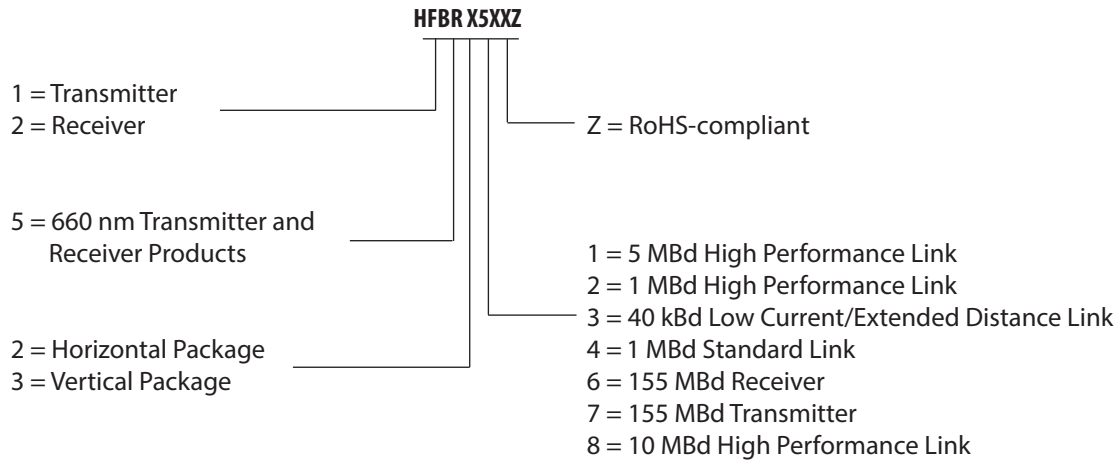 HFBR X5XXZ
1 = Transmitter
2 = Receiver
Z = RoHS-compliant
5 = 660 nm Transmitter and
Receiver Products
1 = 5 MBd High Performance Link
2 = 1 MBd High Performance Link
3 = 40 kBd Low Current/Extended Distance Link
4 = 1 MBd Standard Link
6 = 155 MBd Receiver
7 = 155 MBd Transmitter
8 = 10 MBd High Performance Link
2 = Horizontal Package
3 = Vertical Package